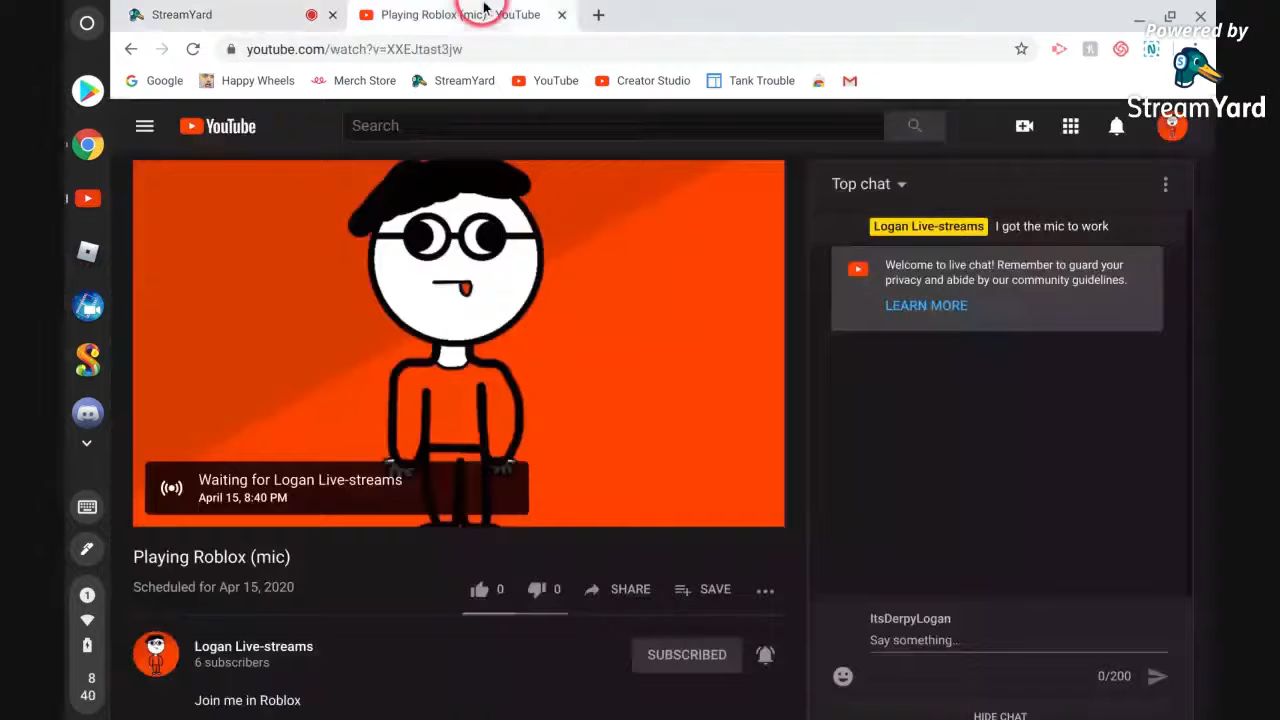 StreamYard
Playing Roblox (mic) - YouTube
Powered by
StreamYard
youtube.com/watch?v=XXEJtast3jw
Google
Happy Wheels
Merch Store
StreamYard
YouTube
Creator Studio
Tank Trouble
YouTube
Search
Top chat
Logan Live-streams I got the mic to work
Welcome to live chat! Remember to guard your
privacy and abide by our community guidelines.
LEARN MORE
Waiting for Logan Live-streams
April 15, 8:40 PM
Playing Roblox (mic)
Scheduled for Apr 15, 2020
0
0
SHARE
SAVE
Logan Live-streams
6 subscribers
SUBSCRIBED
Join me in Roblox
ItsDerpyLogan
Say something...
0/200
HIDE CHAT
1
8
40